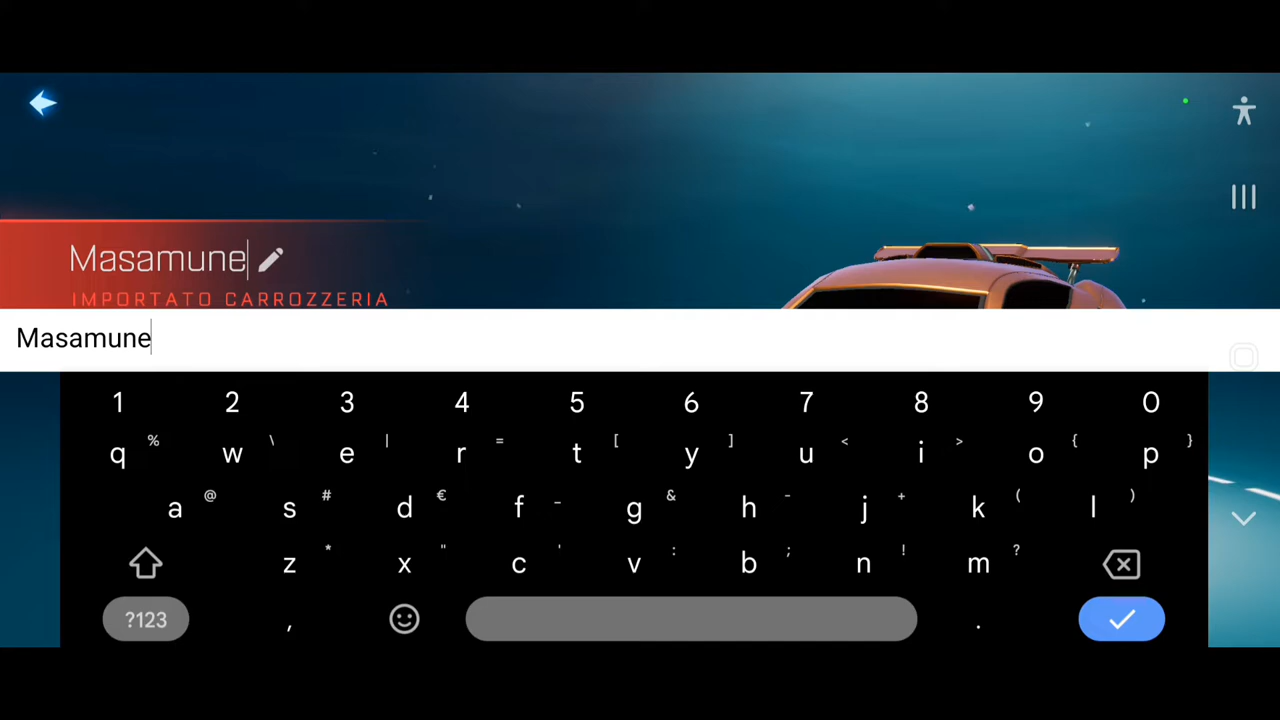 Masamune
IMPORTATO CARROZZERIA
Masamune
1 2 3 4 5 6 7 8 9 0
q % w \ e | r = t [ y ] u < i > o { p }
a @ s # d € f _ g & h - j + k ( l )
z * x " c ' v : b ; n ! m ?
?123 , .